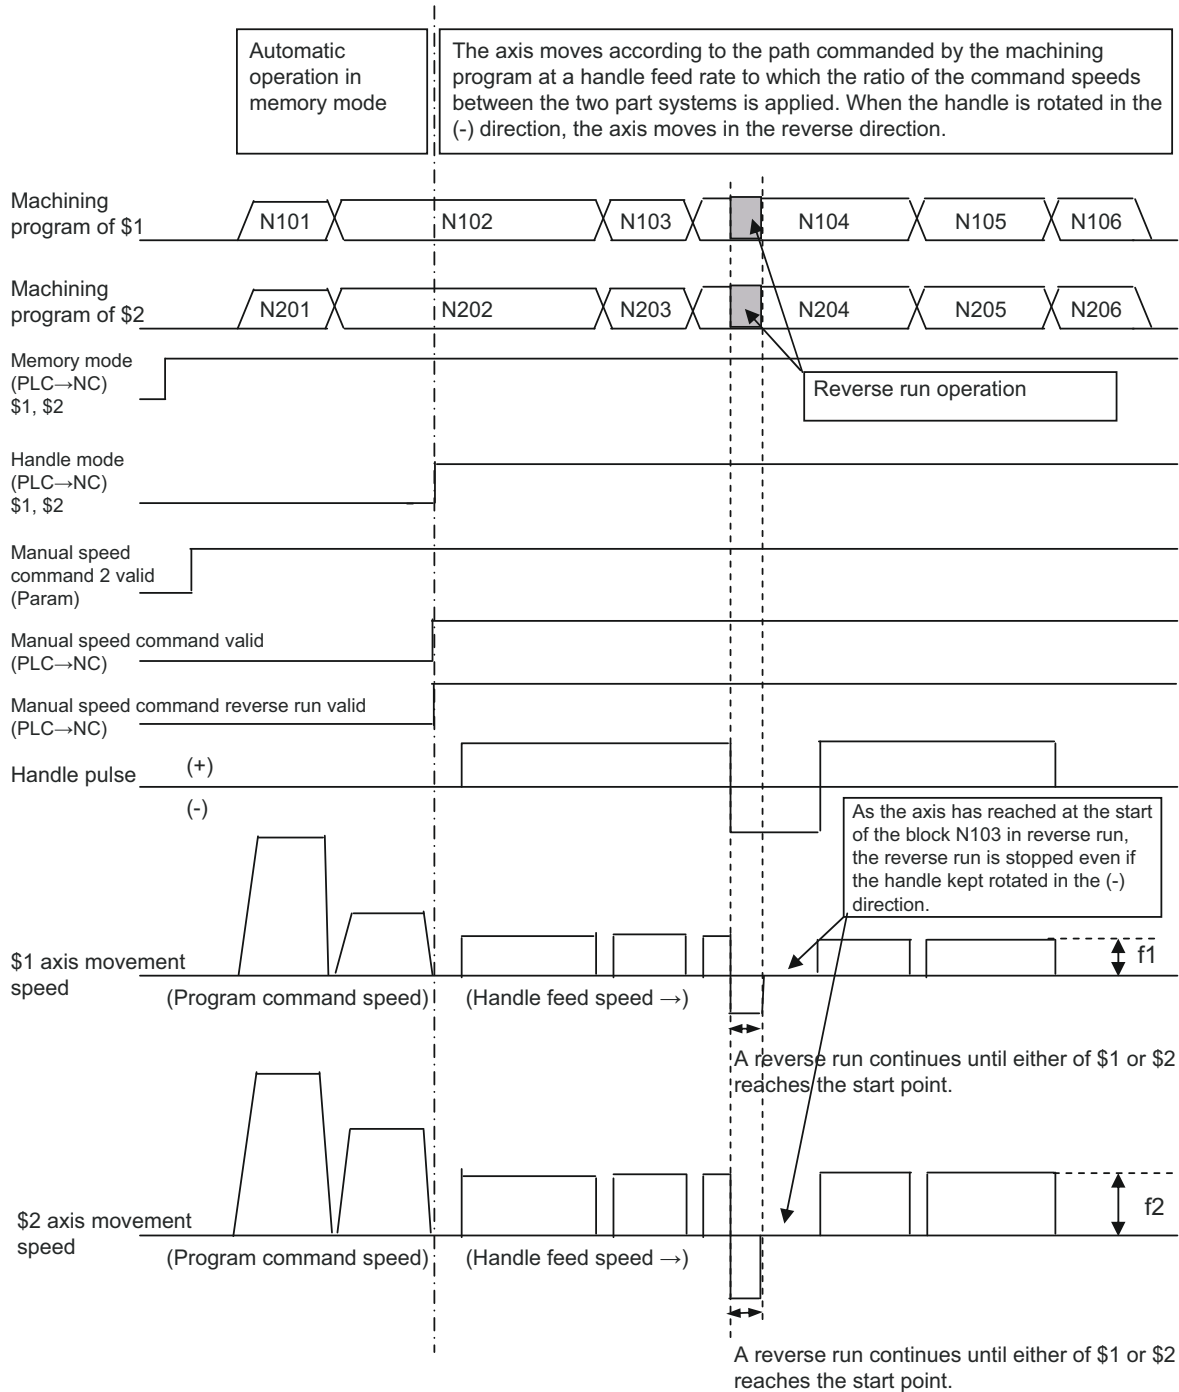 Automatic
operation in
memory mode
The axis moves according to the path commanded by the machining
program at a handle feed rate to which the ratio of the command speeds
between the two part systems is applied. When the handle is rotated in the
(-) direction, the axis moves in the reverse direction.
Machining
program of $1
N101
N102
N103
N104
N105
N106
Machining
program of $2
N201
N202
N203
N204
N205
N206
Memory mode
(PLC→NC)
$1, $2
Reverse run operation
Handle mode
(PLC→NC)
$1, $2
Manual speed
command 2 valid
(Param)
Manual speed command valid
(PLC→NC)
Manual speed command reverse run valid
(PLC→NC)
Handle pulse
(+)
(-)
As the axis has reached at the start
of the block N103 in reverse run,
the reverse run is stopped even if
the handle kept rotated in the (-)
direction.
$1 axis movement
speed
f1
(Program command speed)
(Handle feed speed →)
A reverse run continues until either of $1 or $2
reaches the start point.
$2 axis movement
speed
f2
(Program command speed)
(Handle feed speed →)
A reverse run continues until either of $1 or $2
reaches the start point.